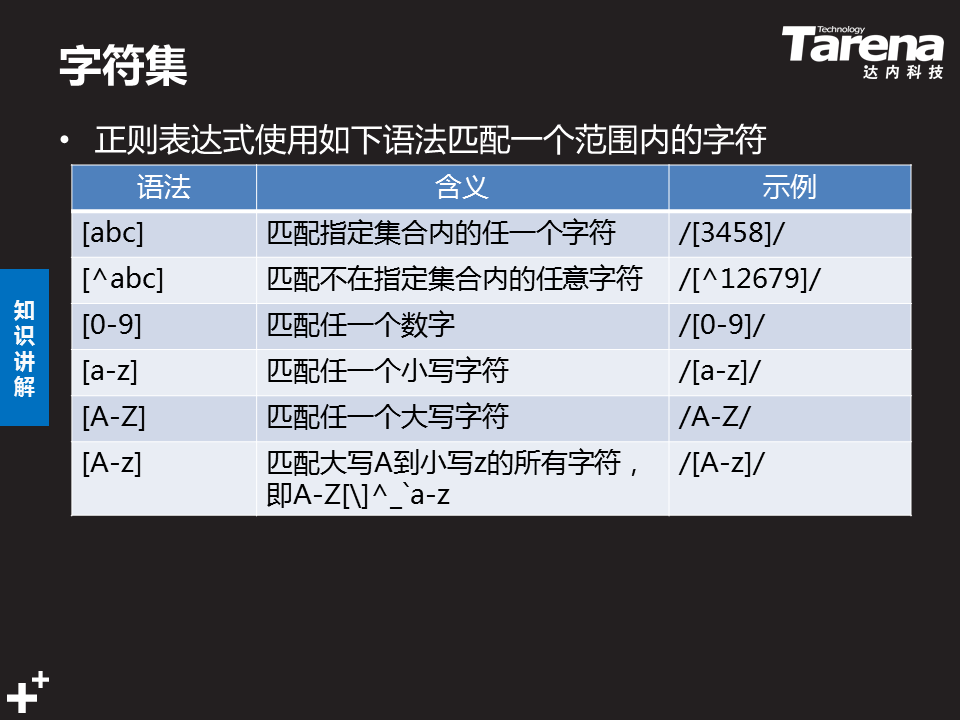 字符集
Technology
Tarena
达内科技
• 正则表达式使用如下语法匹配一个范围内的字符
语法 含义 示例
[abc] 匹配指定集合内的任一个字符 /[3458]/
[^abc] 匹配不在指定集合内的任意字符 /[^12679]/
[0-9] 匹配任一个数字 /[0-9]/
[a-z] 匹配任一个小写字符 /[a-z]/
[A-Z] 匹配任一个大写字符 /A-Z/
[A-z] 匹配大写A到小写z的所有字符， /[A-z]/
即A-Z[\]^_`a-z
知识讲解